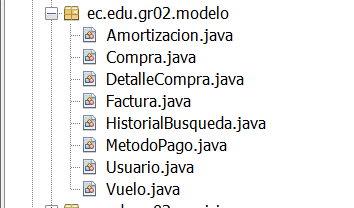 ec.edu.gr02.modelo
Amortizacion.java
Compra.java
DetalleCompra.java
Factura.java
HistorialBusqueda.java
MetodoPago.java
Usuario.java
Vuelo.java